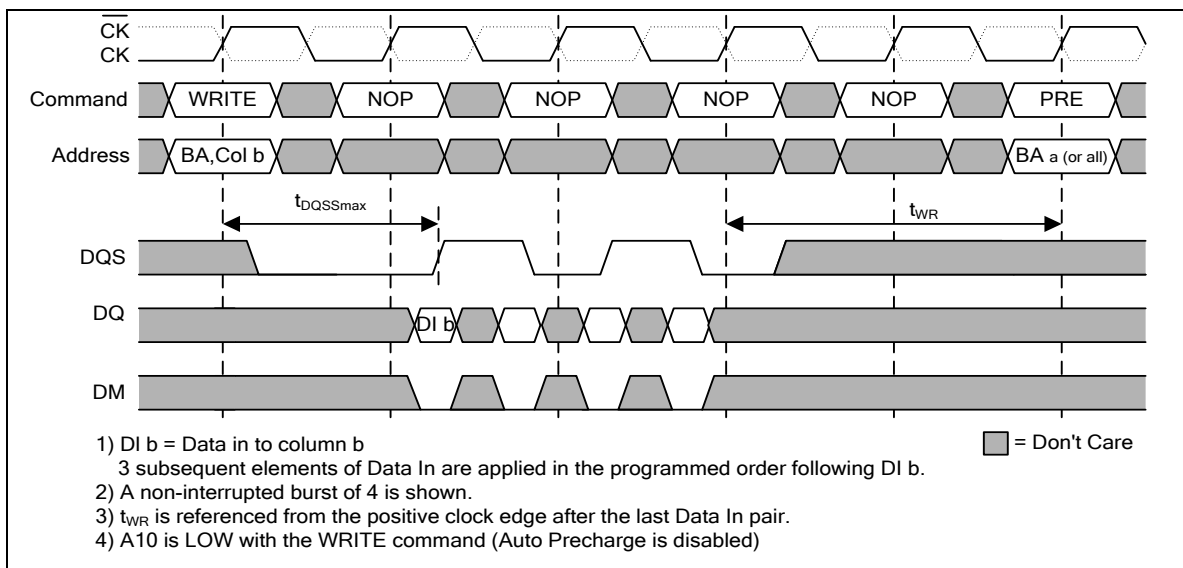 CK
CK
Command WRITE NOP NOP NOP NOP PRE
Address BA,Col b BA a (or all)
tDQSSmax tWR
DQS
DQ DI b
DM
1) DI b = Data in to column b = Don't Care
3 subsequent elements of Data In are applied in the programmed order following DI b.
2) A non-interrupted burst of 4 is shown.
3) tWR is referenced from the positive clock edge after the last Data In pair.
4) A10 is LOW with the WRITE command (Auto Precharge is disabled)